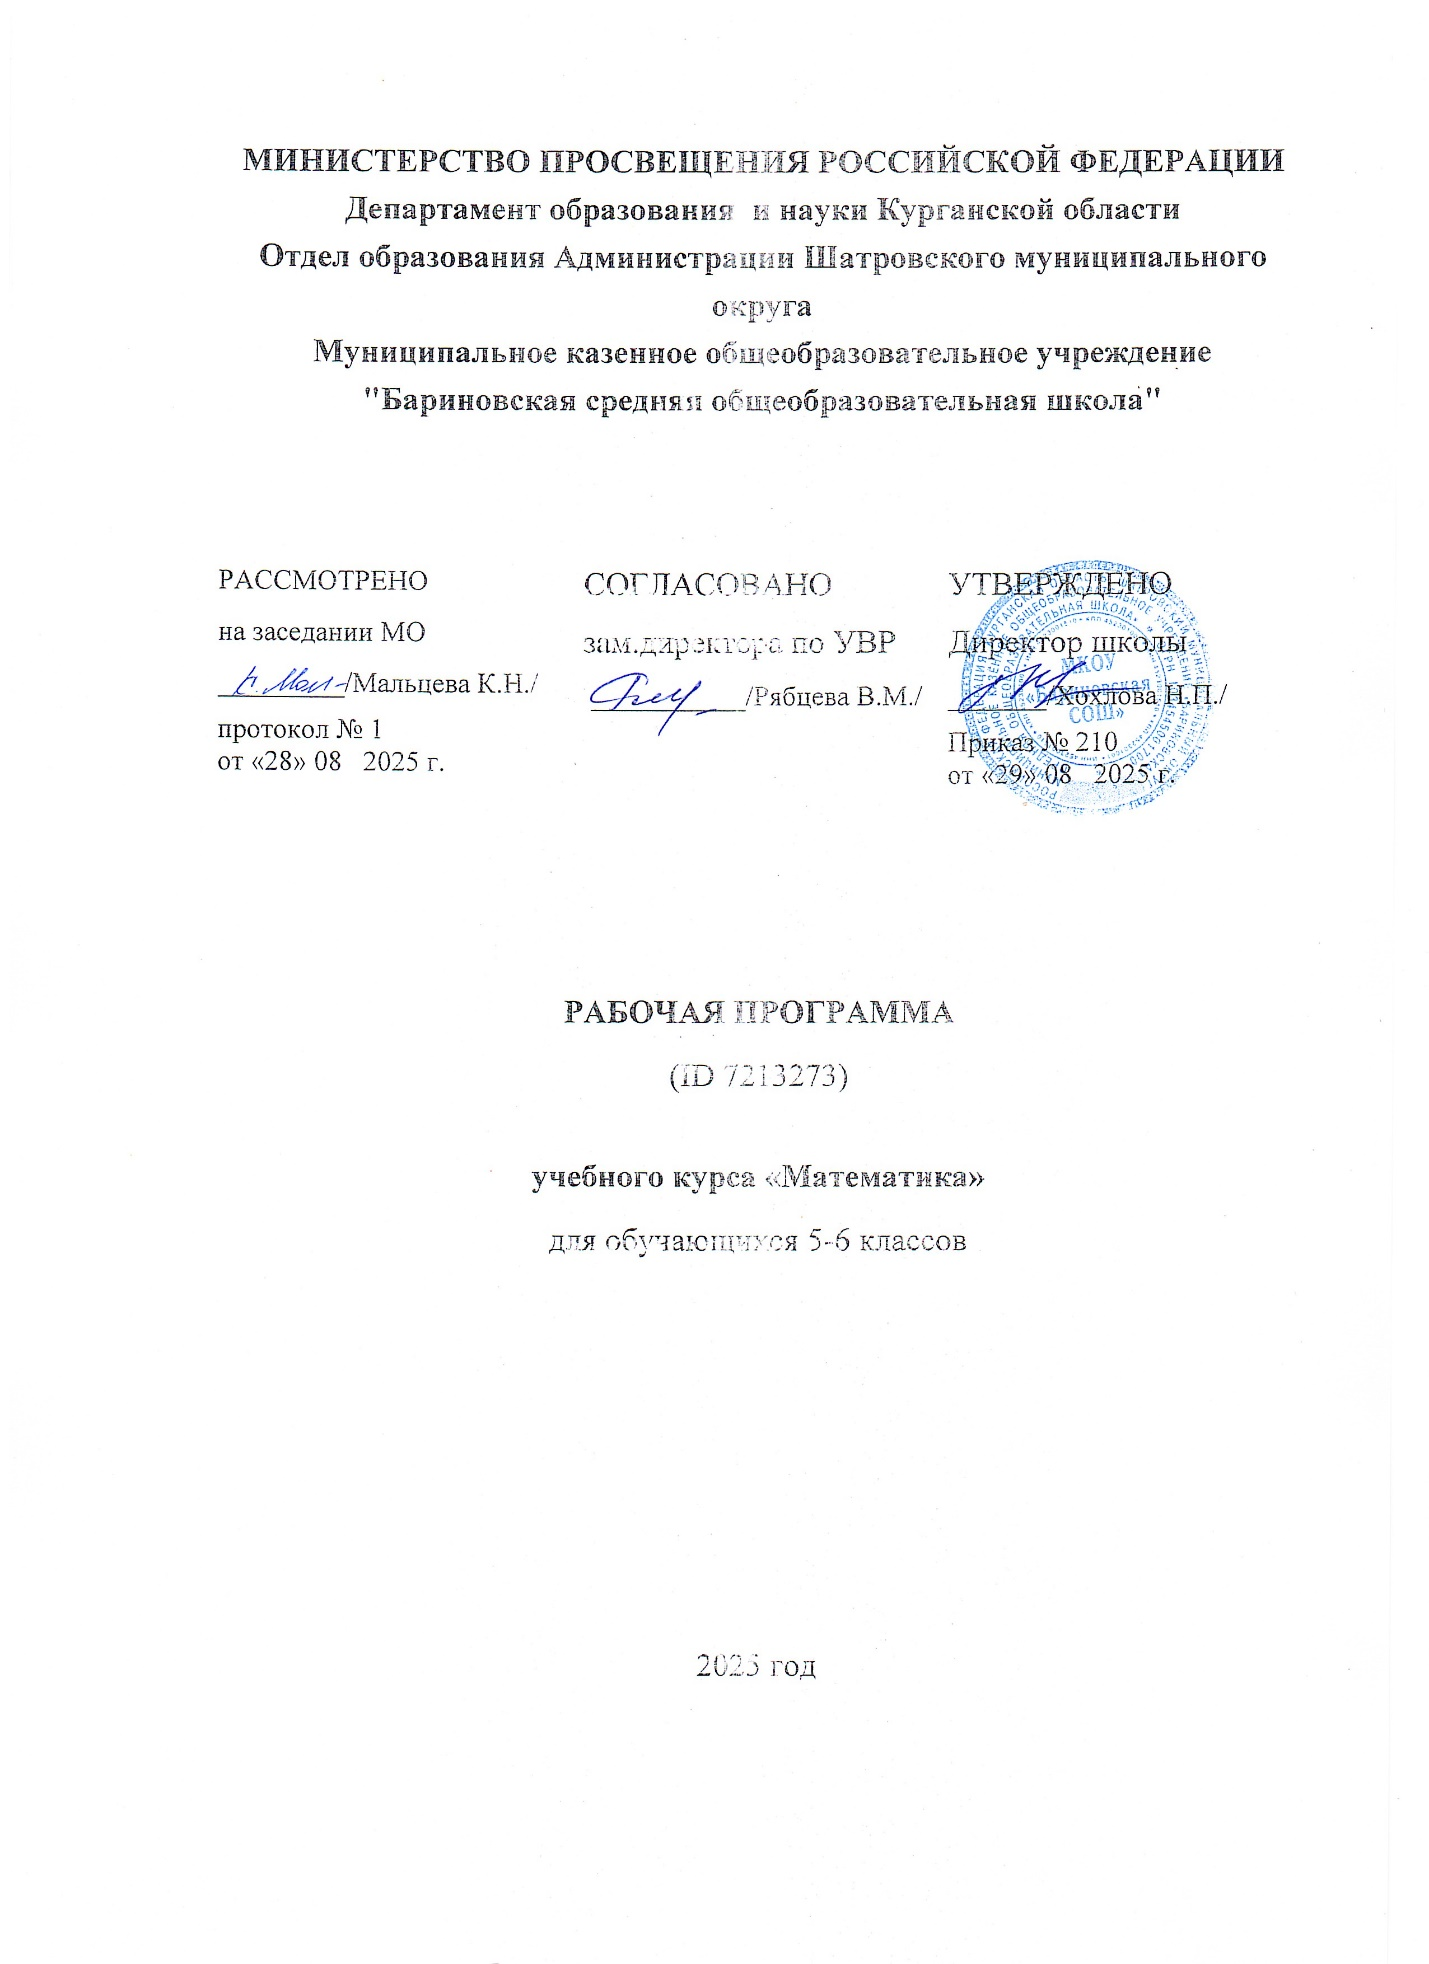 МИНИСТЕРСТВО ПРОСВЕЩЕНИЯ РОССИЙСКОЙ ФЕДЕРАЦИИ
Департамент образования и науки Курганской области
Отдел образования Администрации Шатровского муниципального
округа
Муниципальное казенное общеобразовательное учреждение
"Бариновская средняя общеобразовательная школа"
РАССМОТРЕНО
на заседании МО
/Мальцева К.Н./
протокол № 1
от «28» 08 2025 г.
СОГЛАСОВАНО
зам.директора по УВР
/Рябцева В.М./
УТВЕРЖДЕНО
Директор школы
/Хохлова Н.П./
Приказ № 210
от «29» 08 2025 г.
МКОУ
«Бариновская
СОШ»
РАБОЧАЯ ПРОГРАММА
(ID 7213273)
учебного курса «Математика»
для обучающихся 5-6 классов
2025 год